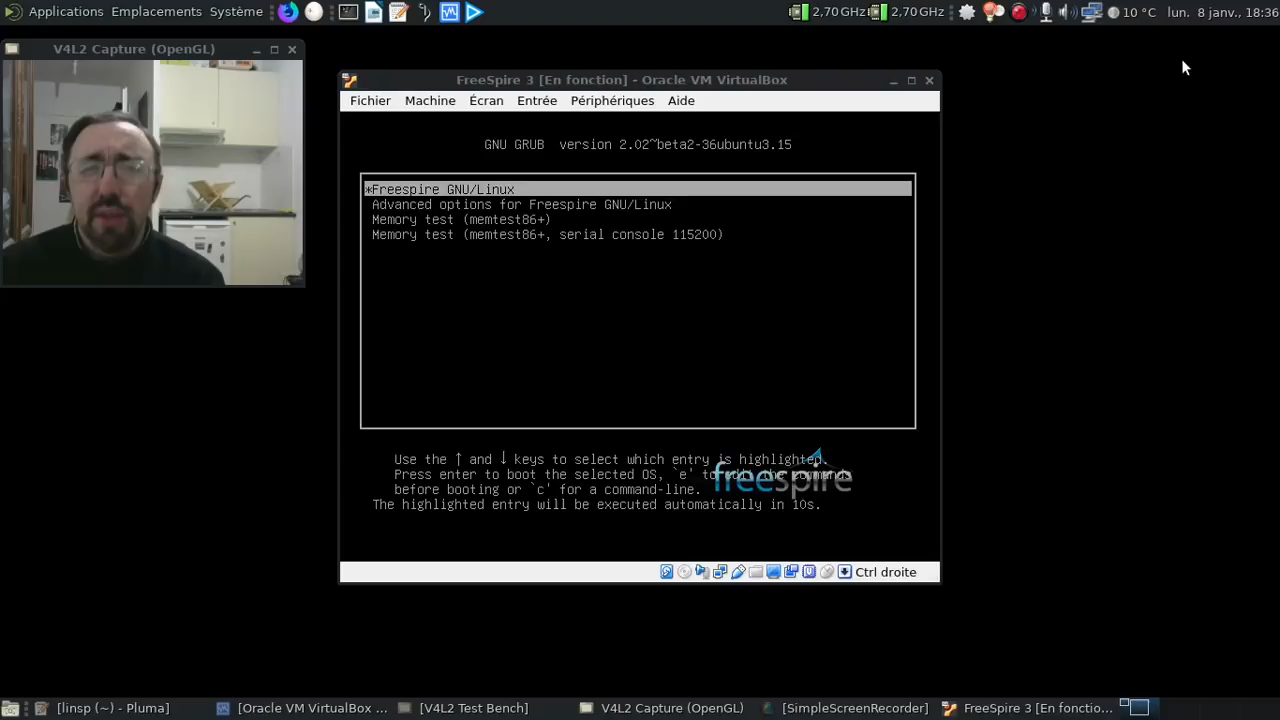 Applications Emplacements Système
2,70 GHz 2,70 GHz 10 °C lun. 8 janv., 18:36
V4L2 Capture (OpenGL)
FreeSpire 3 [En fonction] - Oracle VM VirtualBox
Fichier Machine Écran Entrée Périphériques Aide
GNU GRUB version 2.02~beta2-36ubuntu3.15
*Freespire GNU/Linux
Advanced options for Freespire GNU/Linux
Memory test (memtest86+)
Memory test (memtest86+, serial console 115200)
Use the ↑ and ↓ keys to select which entry is highlighted.
Press enter to boot the selected OS, `e' to edit the commands
before booting or `c' for a command-line.
freespire
The highlighted entry will be executed automatically in 10s.
Ctrl droite
[linsp (~) - Pluma] [Oracle VM VirtualBox ... [V4L2 Test Bench] V4L2 Capture (OpenGL) [SimpleScreenRecorder] FreeSpire 3 [En fonctio...